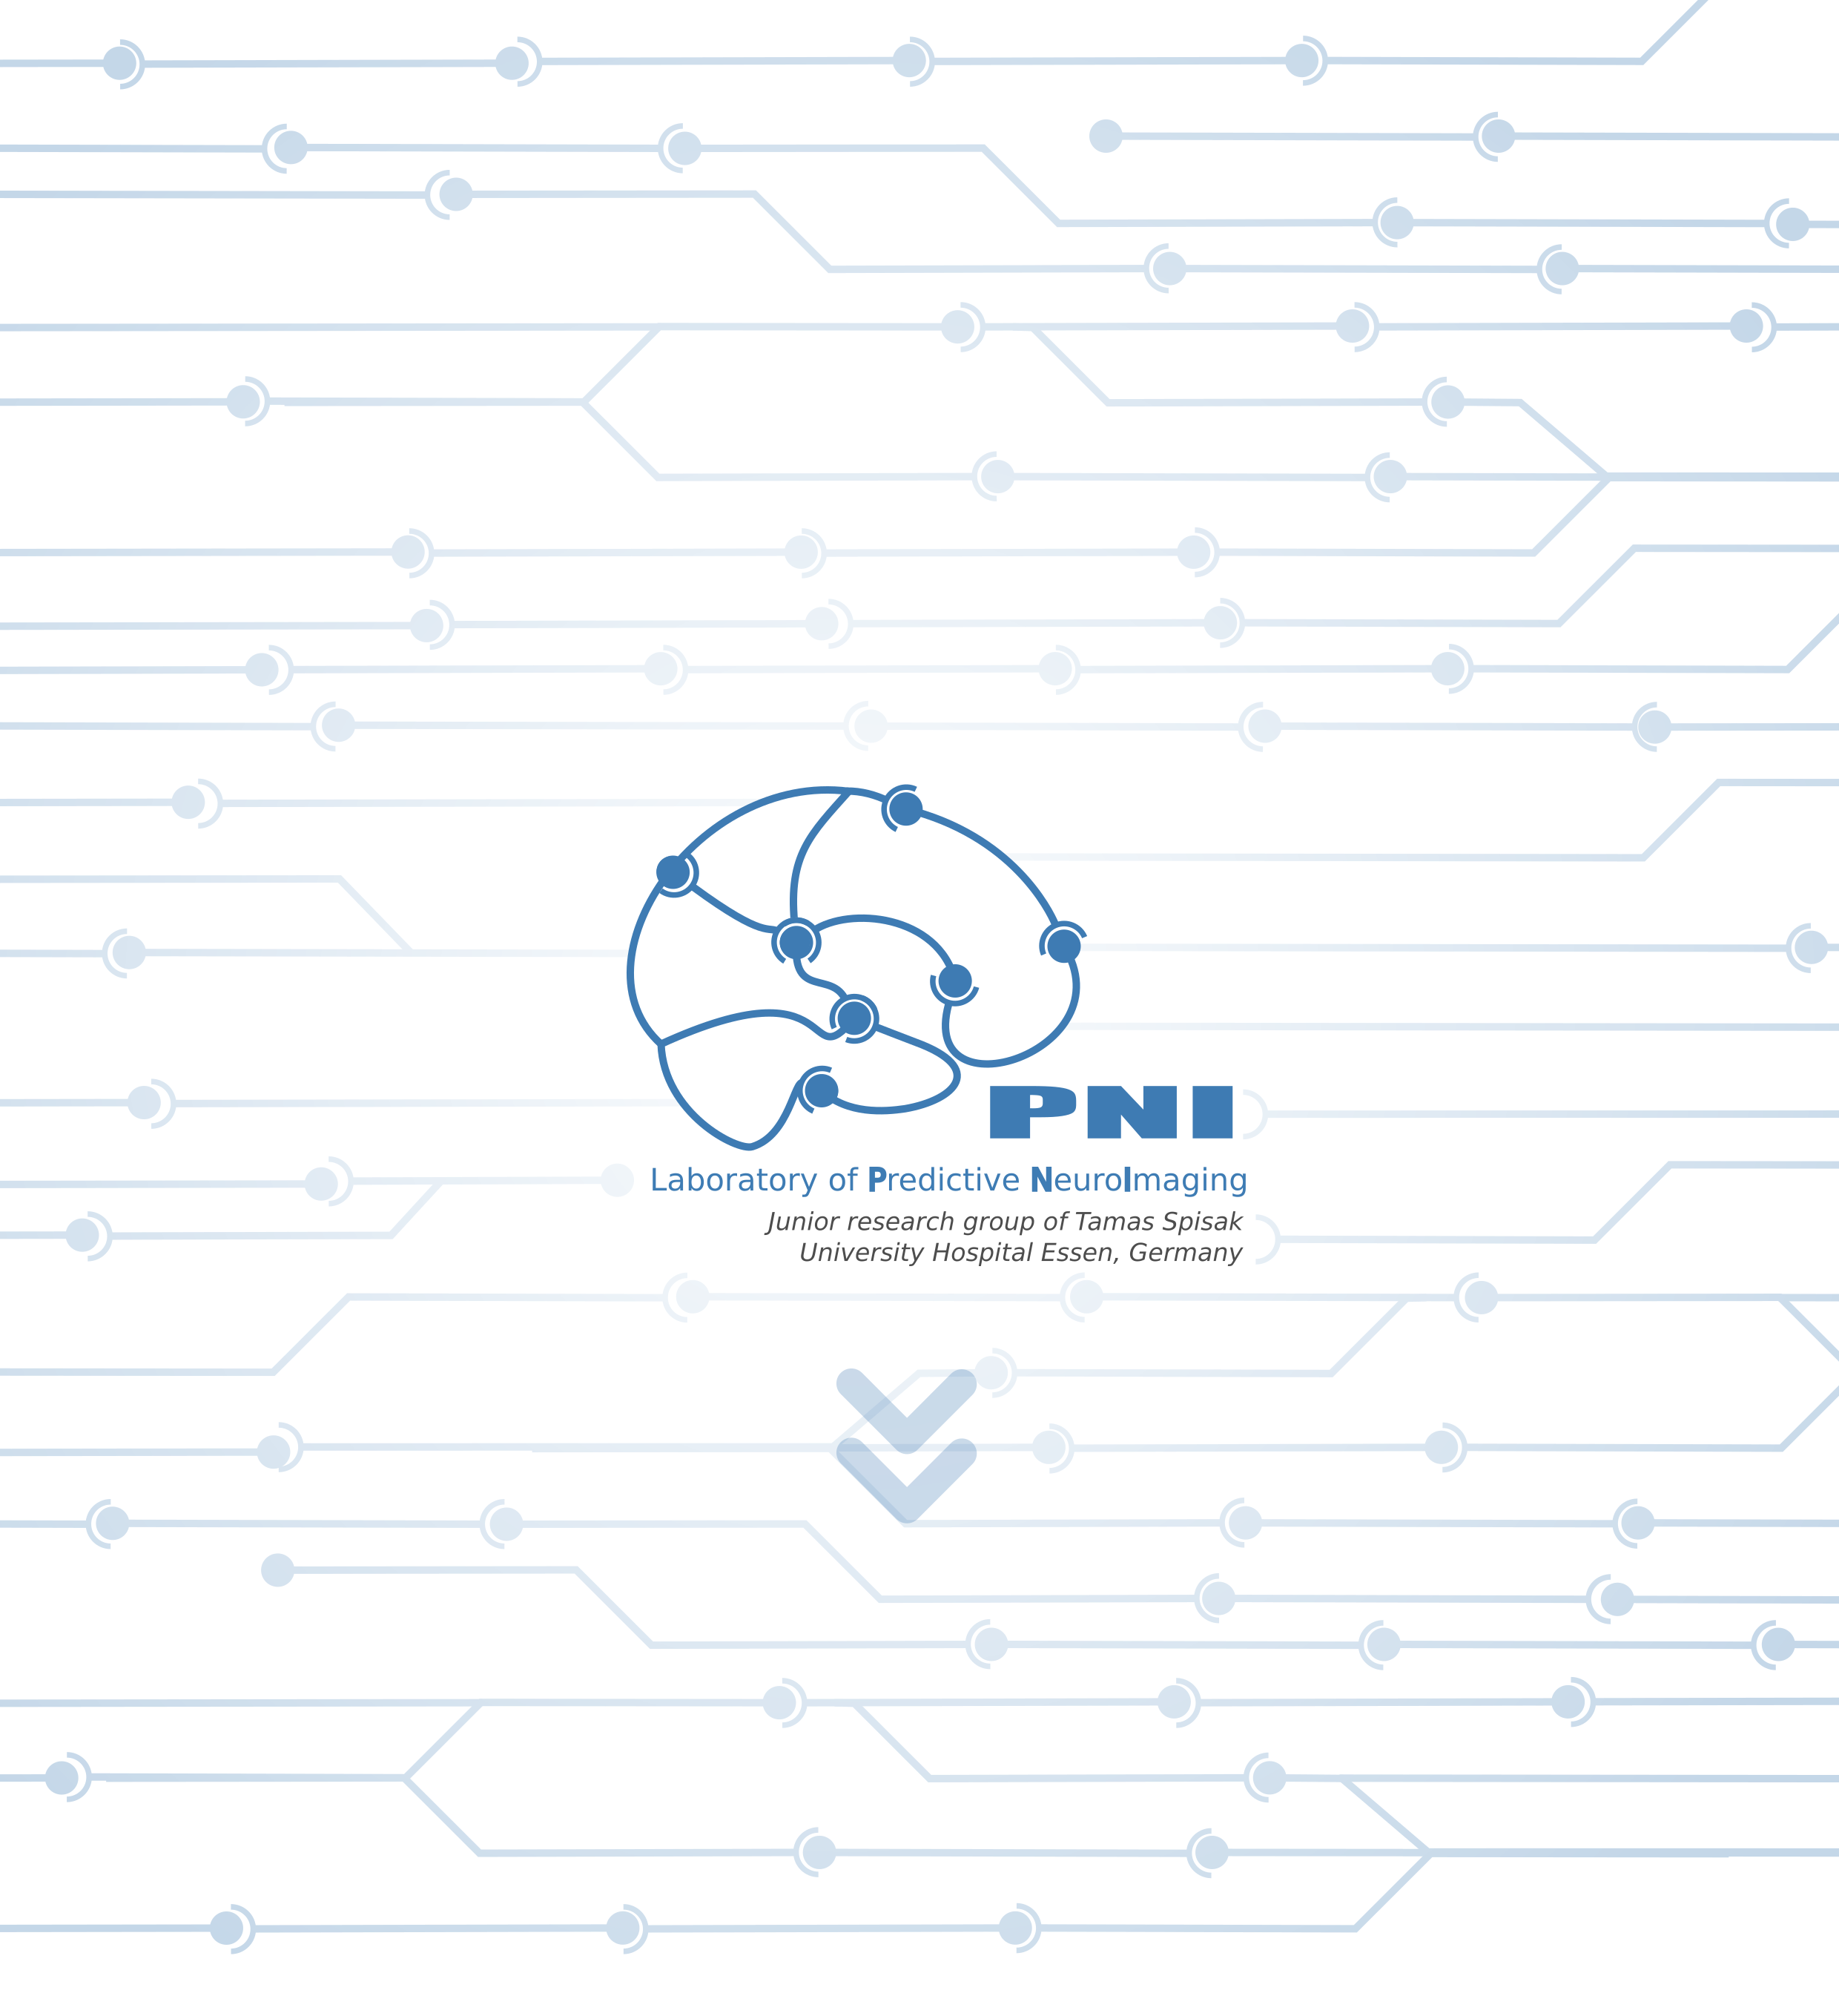 PNI
Laboratory of Predictive NeuroImaging
Junior research group of Tamas Spisak
University Hospital Essen, Germany